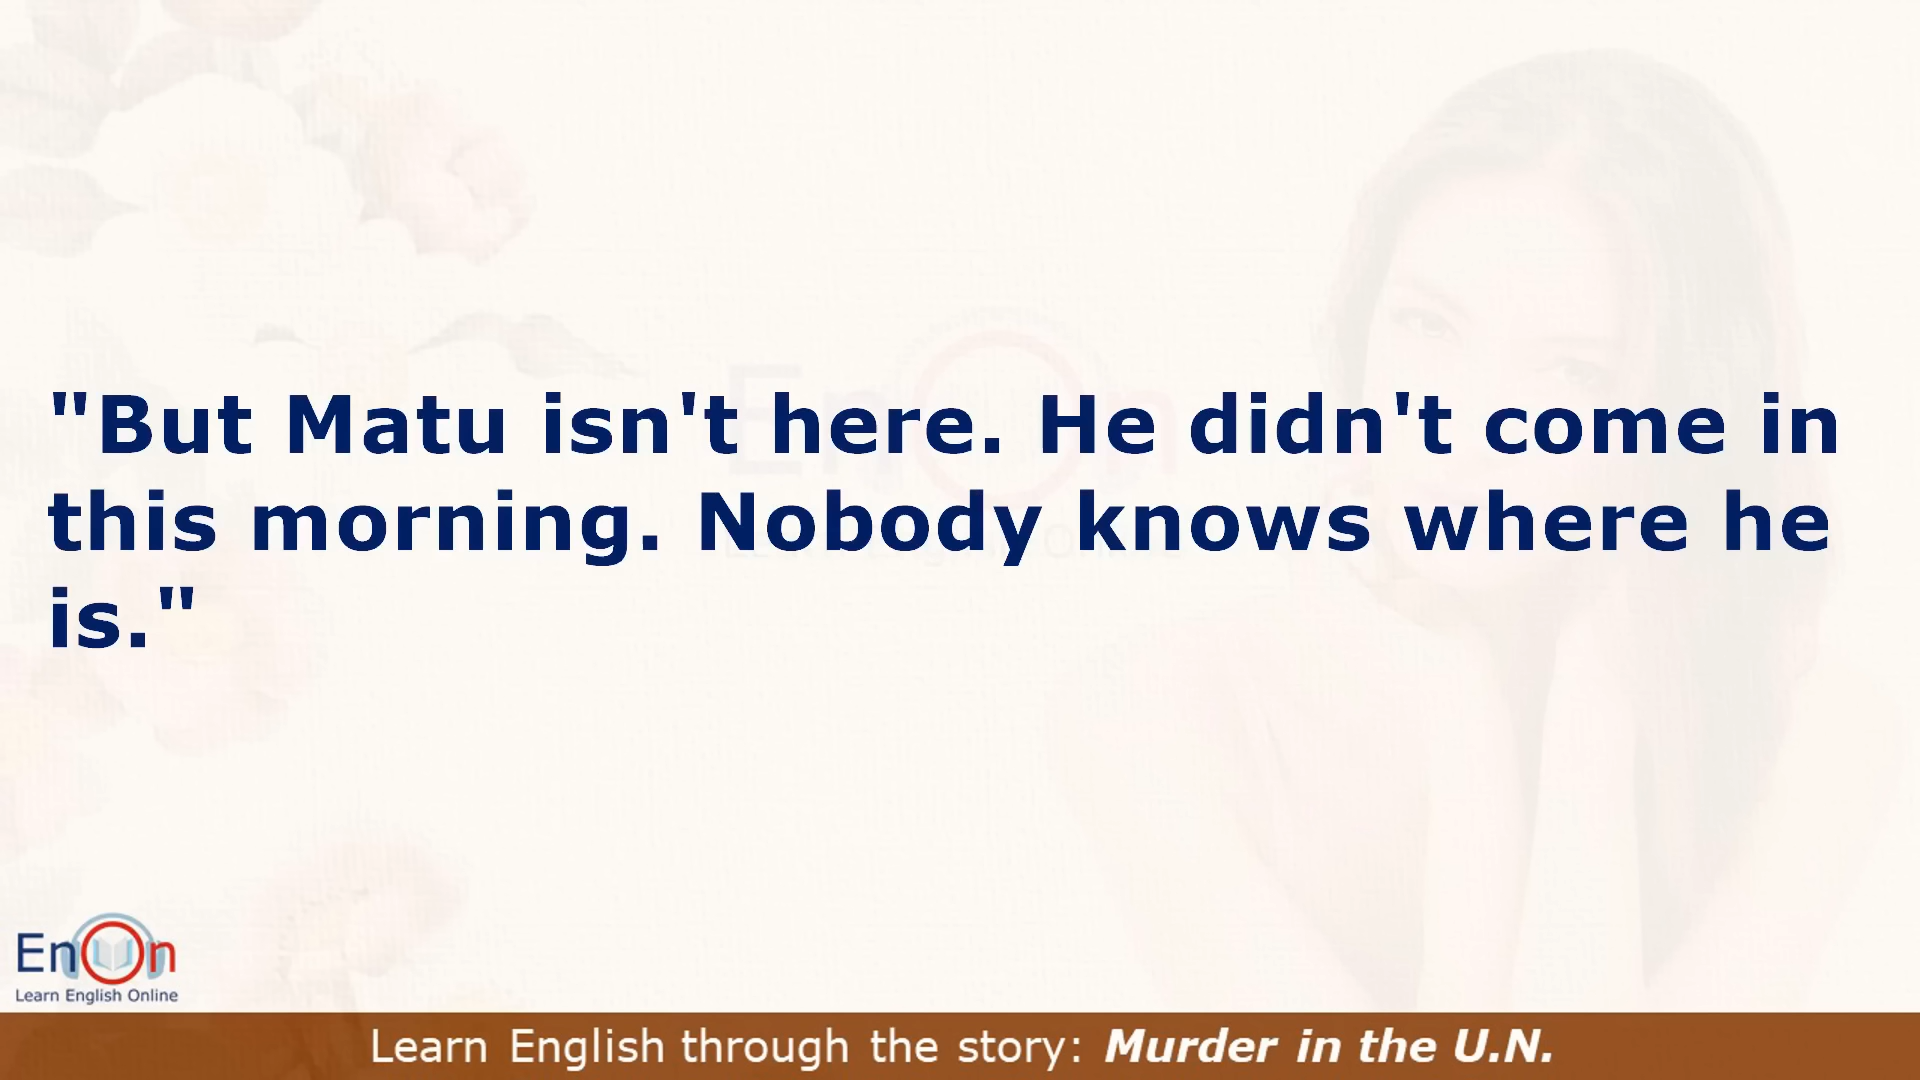 "But Matu isn't here. He didn't come in
this morning. Nobody knows where he
is."
EnOn
Learn English Online
Learn English through the story: Murder in the U.N.